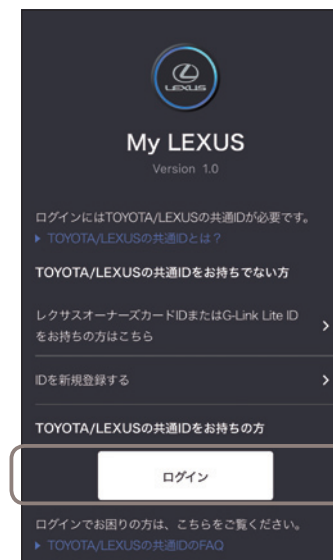 LEXUS
My LEXUS
Version 1.0
ログインにはTOYOTA/LEXUSの共通IDが必要です。
▶ TOYOTA/LEXUSの共通IDとは？
TOYOTA/LEXUSの共通IDをお持ちでない方
レクサスオーナーズカードIDまたはG-Link Lite ID
をお持ちの方はこちら
IDを新規登録する
TOYOTA/LEXUSの共通IDをお持ちの方
ログイン
ログインでお困りの方は、こちらをご覧ください。
▶ TOYOTA/LEXUSの共通IDのFAQ